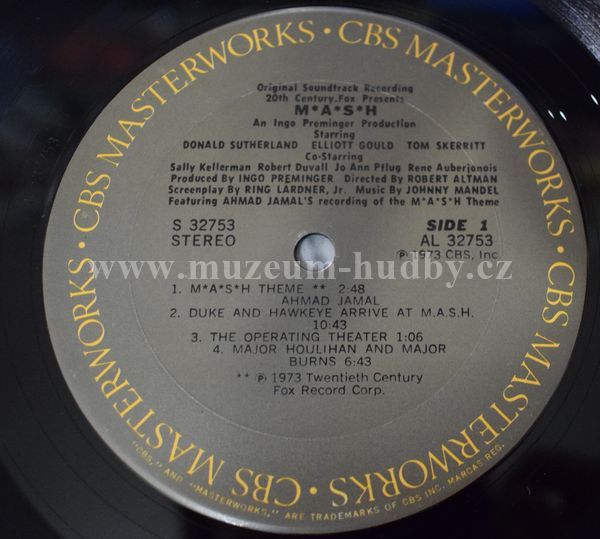 CBS MASTERWORKS · CBS MASTERWORKS · CBS MASTERWORKS · CBS MASTERWORKS ·
Original Soundtrack Recording
20th Century.Fox Presents
M*A*S*H
An Ingo Preminger Production
Starring
DONALD SUTHERLAND ELLIOTT GOULD TOM SKERRITT
Co-Starring
Sally Kellerman Robert Duvall Jo Ann Pflug Rene Auberjonois
Produced By INGO PREMINGER Directed By ROBERT ALTMAN
Screenplay By RING LARDNER, Jr. Music By JOHNNY MANDEL
Featuring AHMAD JAMAL'S recording of the M*A*S*H Theme
S 32753 SIDE 1
STEREO AL 32753
℗ 1973 CBS, Inc.
www.muzeum-hudby.cz
1. M*A*S*H THEME ** 2:48
AHMAD JAMAL
2. DUKE AND HAWKEYE ARRIVE AT M.A.S.H.
10:43
3. THE OPERATING THEATER 1:06
4. MAJOR HOULIHAN AND MAJOR
BURNS 6:43
** ℗ 1973 Twentieth Century
Fox Record Corp.
"CBS," AND "MASTERWORKS," ARE TRADEMARKS OF CBS INC. MARCAS REG.